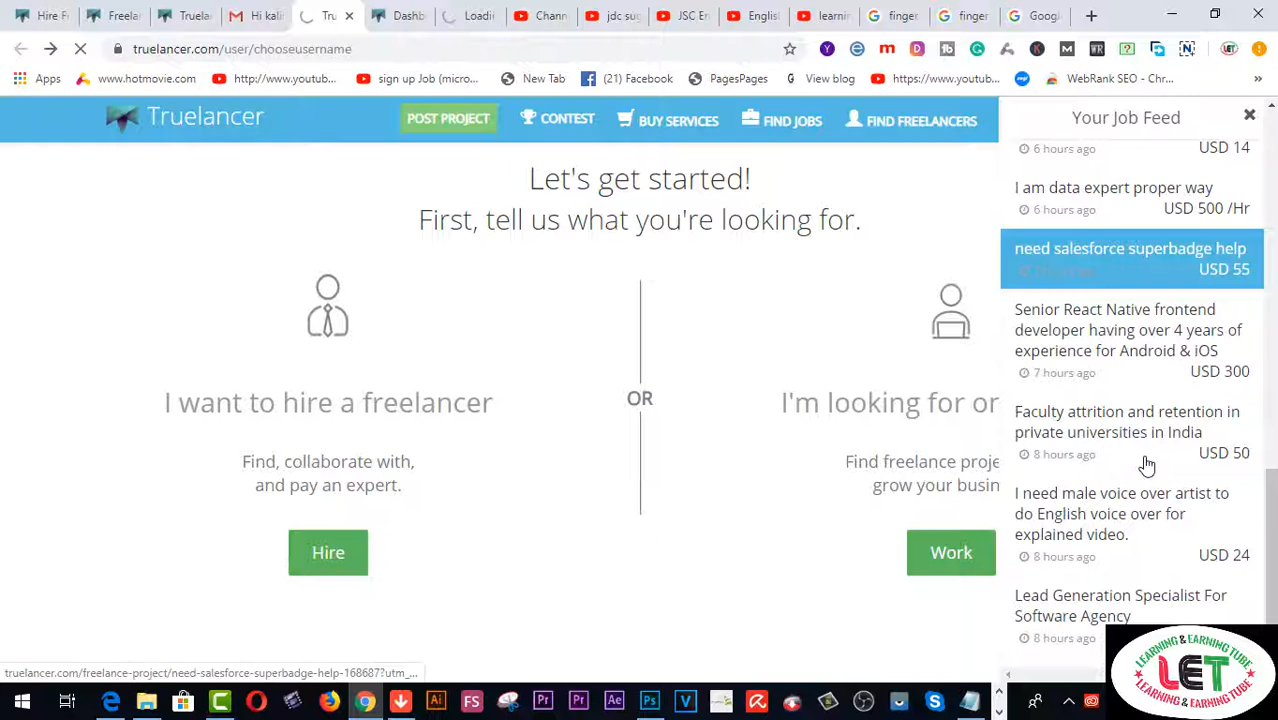 Hire F
Freela
Truela
Hi kali
Tru
Dashb
Loadi
Chann
jdc sug
JSC En
English
learnin
finger
finger
Google
truelancer.com/user/chooseusername
Apps
www.hotmovie.com
http://www.youtub...
sign up Job (micro...
New Tab
(21) Facebook
PagesPages
View blog
https://www.youtub...
WebRank SEO - Chr...
Truelancer
POST PROJECT
CONTEST
BUY SERVICES
FIND JOBS
FIND FREELANCERS
Your Job Feed
Let's get started!
First, tell us what you're looking for.
I want to hire a freelancer
Find, collaborate with,
and pay an expert.
Hire
OR
I'm looking for or
Find freelance proje
grow your busin
Work
6 hours ago
USD 14
I am data expert proper way
6 hours ago
USD 500 /Hr
need salesforce superbadge help
USD 55
Senior React Native frontend
developer having over 4 years of
experience for Android & iOS
7 hours ago
USD 300
Faculty attrition and retention in
private universities in India
8 hours ago
USD 50
I need male voice over artist to
do English voice over for
explained video.
8 hours ago
USD 24
Lead Generation Specialist For
Software Agency
8 hours ago
truelancer.com/freelance-project/need-salesforce-superbadge-help-168687?utm_...
LEARNING & EARNING TUBE
LET
LEARNING & EARNING TUBE